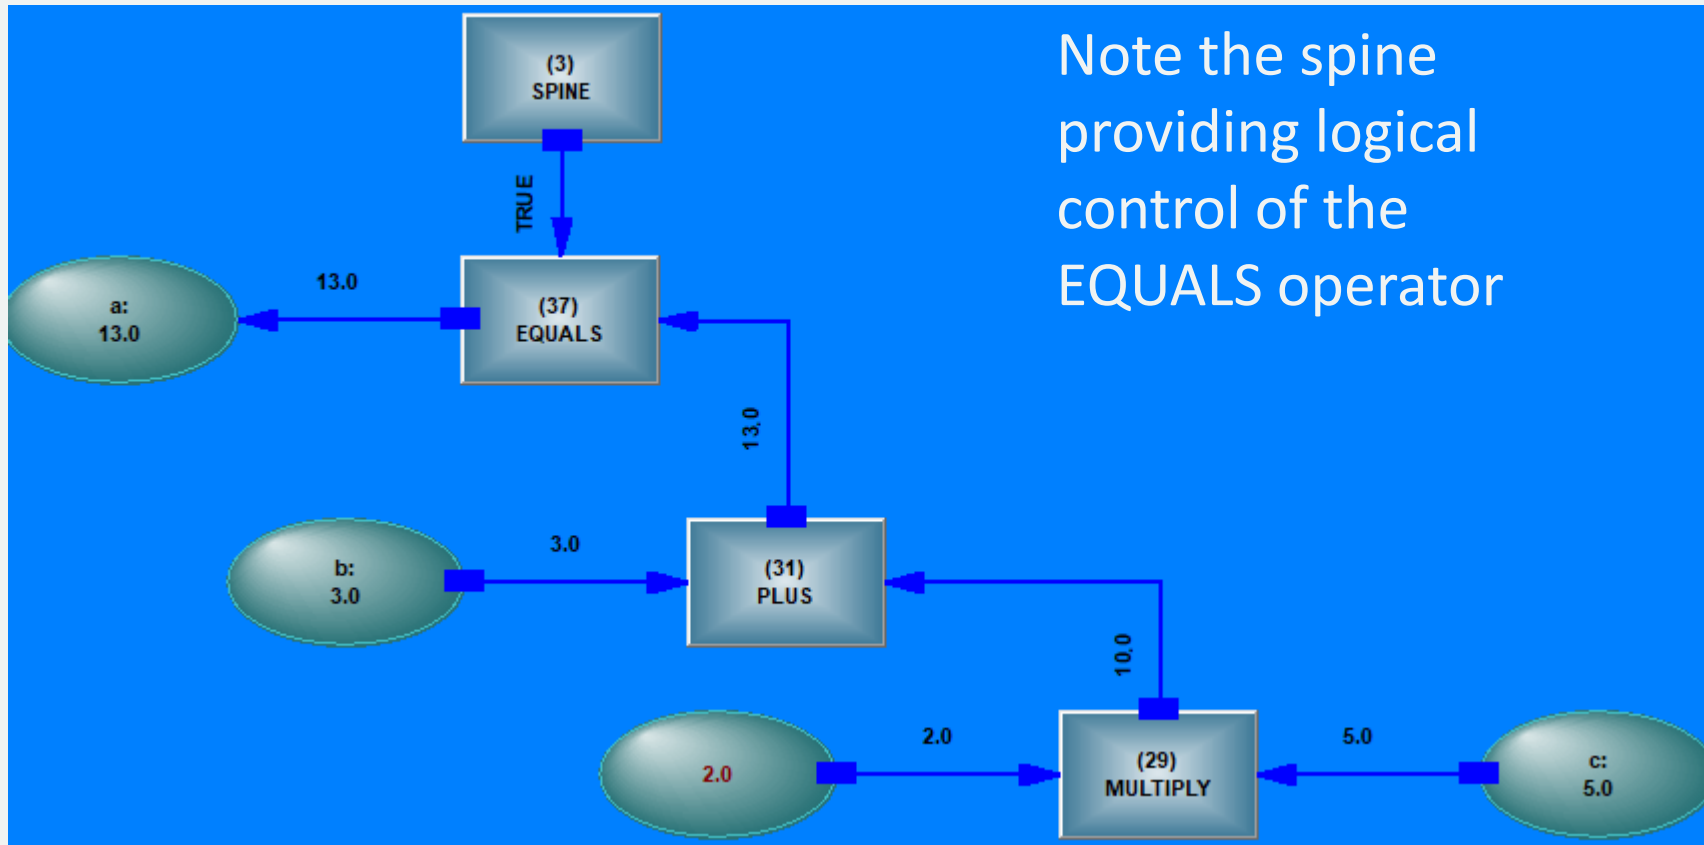 (3)
SPINE
Note the spine
providing logical
control of the
EQUALS operator
TRUE
a:
13.0
13.0
(37)
EQUALS
13.0
b:
3.0
3.0
(31)
PLUS
10.0
2.0
2.0
(29)
MULTIPLY
5.0
c:
5.0